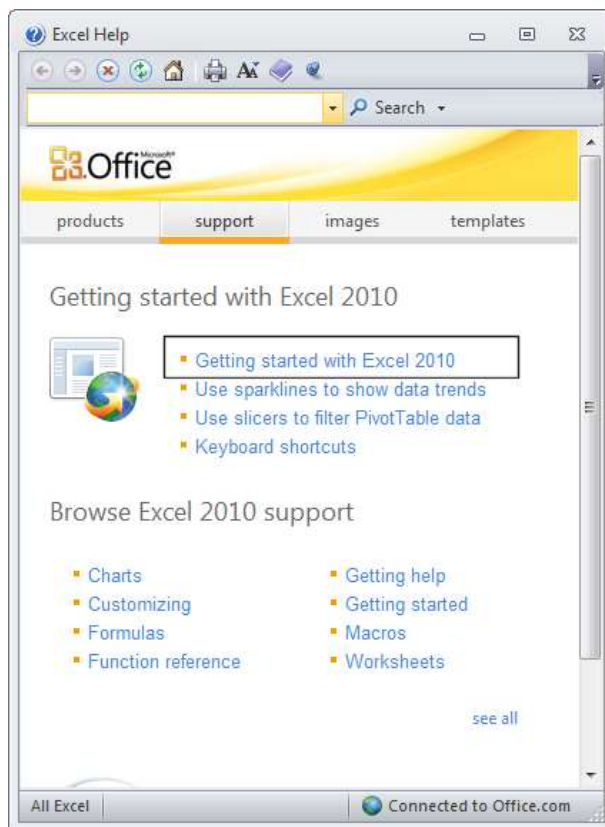 Excel Help
Search
Microsoft
Office
products support images templates
Getting started with Excel 2010
Getting started with Excel 2010
Use sparklines to show data trends
Use slicers to filter PivotTable data
Keyboard shortcuts
Browse Excel 2010 support
Charts Getting help
Customizing Getting started
Formulas Macros
Function reference Worksheets
see all
All Excel Connected to Office.com